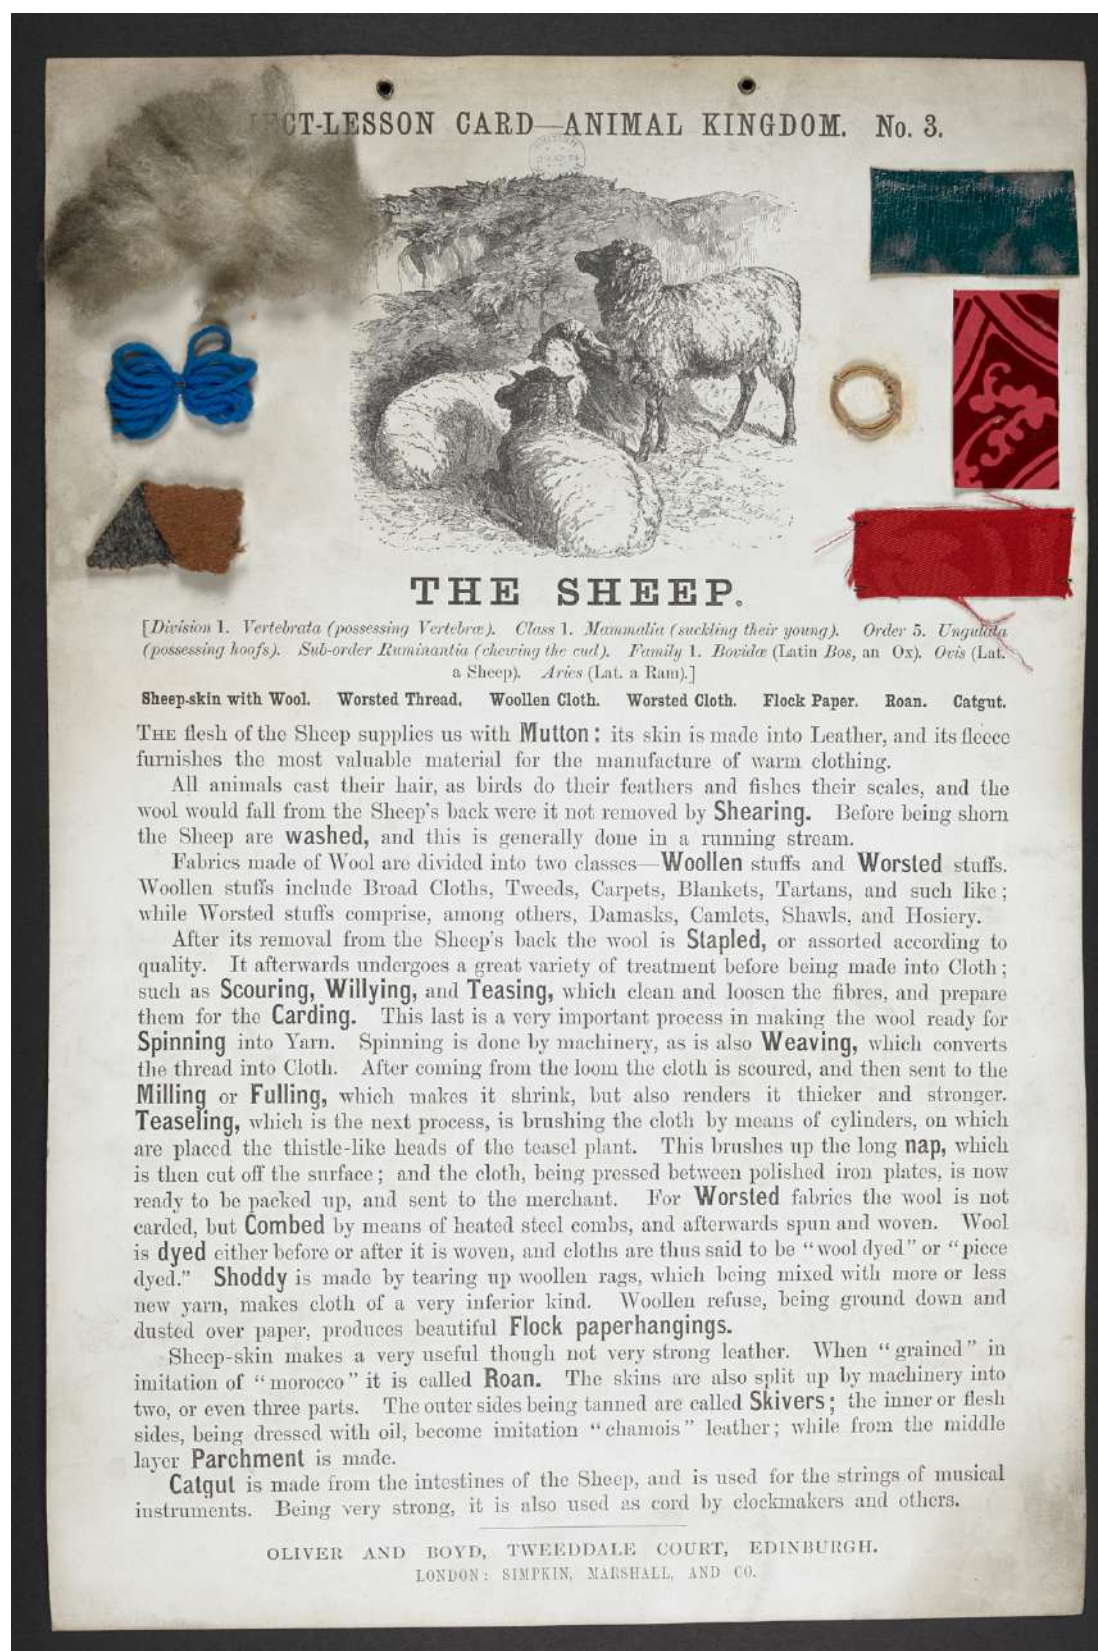 CT-LESSON CARD—ANIMAL KINGDOM. No. 3.
THE SHEEP.
[Division 1. Vertebrata (possessing Vertebræ). Class 1. Mammalia (suckling their young). Order 5. Ungulata
(possessing hoofs). Sub-order Ruminantia (chewing the cud). Family 1. Bovidæ (Latin Bos, an Ox). Ovis (Lat.
a Sheep). Aries (Lat. a Ram).]
Sheep-skin with Wool. Worsted Thread. Woollen Cloth. Worsted Cloth. Flock Paper. Roan. Catgut.
THE flesh of the Sheep supplies us with Mutton: its skin is made into Leather, and its fleece
furnishes the most valuable material for the manufacture of warm clothing.
All animals cast their hair, as birds do their feathers and fishes their scales, and the
wool would fall from the Sheep's back were it not removed by Shearing. Before being shorn
the Sheep are washed, and this is generally done in a running stream.
Fabrics made of Wool are divided into two classes—Woollen stuffs and Worsted stuffs.
Woollen stuffs include Broad Cloths, Tweeds, Carpets, Blankets, Tartans, and such like;
while Worsted stuffs comprise, among others, Damasks, Camlets, Shawls, and Hosiery.
After its removal from the Sheep's back the wool is Stapled, or assorted according to
quality. It afterwards undergoes a great variety of treatment before being made into Cloth;
such as Scouring, Willying, and Teasing, which clean and loosen the fibres, and prepare
them for the Carding. This last is a very important process in making the wool ready for
Spinning into Yarn. Spinning is done by machinery, as is also Weaving, which converts
the thread into Cloth. After coming from the loom the cloth is scoured, and then sent to the
Milling or Fulling, which makes it shrink, but also renders it thicker and stronger.
Teaseling, which is the next process, is brushing the cloth by means of cylinders, on which
are placed the thistle-like heads of the teasel plant. This brushes up the long nap, which
is then cut off the surface; and the cloth, being pressed between polished iron plates, is now
ready to be packed up, and sent to the merchant. For Worsted fabrics the wool is not
carded, but Combed by means of heated steel combs, and afterwards spun and woven. Wool
is dyed either before or after it is woven, and cloths are thus said to be "wool dyed" or "piece
dyed." Shoddy is made by tearing up woollen rags, which being mixed with more or less
new yarn, makes cloth of a very inferior kind. Woollen refuse, being ground down and
dusted over paper, produces beautiful Flock paperhangings.
Sheep-skin makes a very useful though not very strong leather. When "grained" in
imitation of "morocco" it is called Roan. The skins are also split up by machinery into
two, or even three parts. The outer sides being tanned are called Skivers; the inner or flesh
sides, being dressed with oil, become imitation "chamois" leather; while from the middle
layer Parchment is made.
Catgut is made from the intestines of the Sheep, and is used for the strings of musical
instruments. Being very strong, it is also used as cord by clockmakers and others.
OLIVER AND BOYD, TWEEDDALE COURT, EDINBURGH.
LONDON: SIMPKIN, MARSHALL, AND CO.